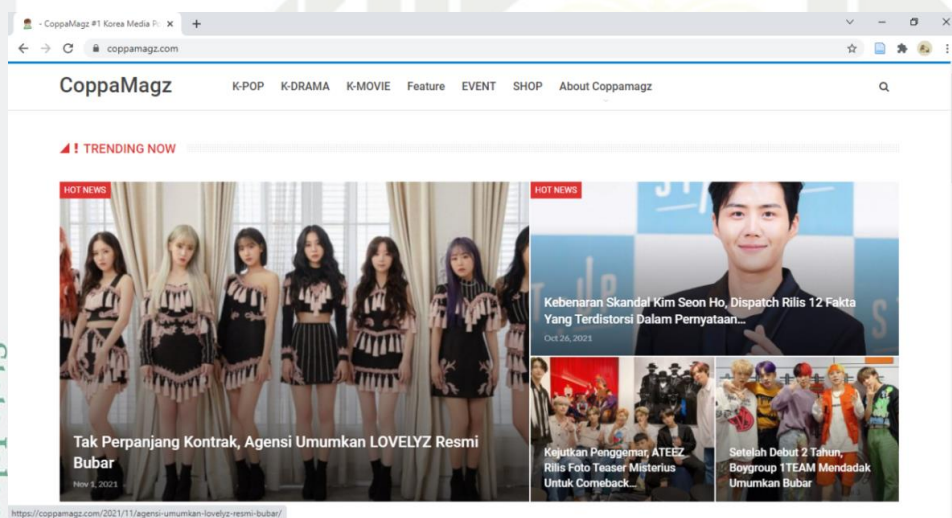 - CoppaMagz #1 Korea Media Po
coppamagz.com
CoppaMagz
K-POP K-DRAMA K-MOVIE Feature EVENT SHOP About Coppamagz
! TRENDING NOW
HOT NEWS
Tak Perpanjang Kontrak, Agensi Umumkan LOVELYZ Resmi
Bubar
Nov 1, 2021
HOT NEWS
Kebenaran Skandal Kim Seon Ho, Dispatch Rilis 12 Fakta
Yang Terdistorsi Dalam Pernyataan...
Oct 26, 2021
Kejutkan Penggemar, ATEEZ
Rilis Foto Teaser Misterius
Untuk Comeback...
Setelah Debut 2 Tahun,
Boygroup 1TEAM Mendadak
Umumkan Bubar
https://coppamagz.com/2021/11/agensi-umumkan-lovelyz-resmi-bubar/